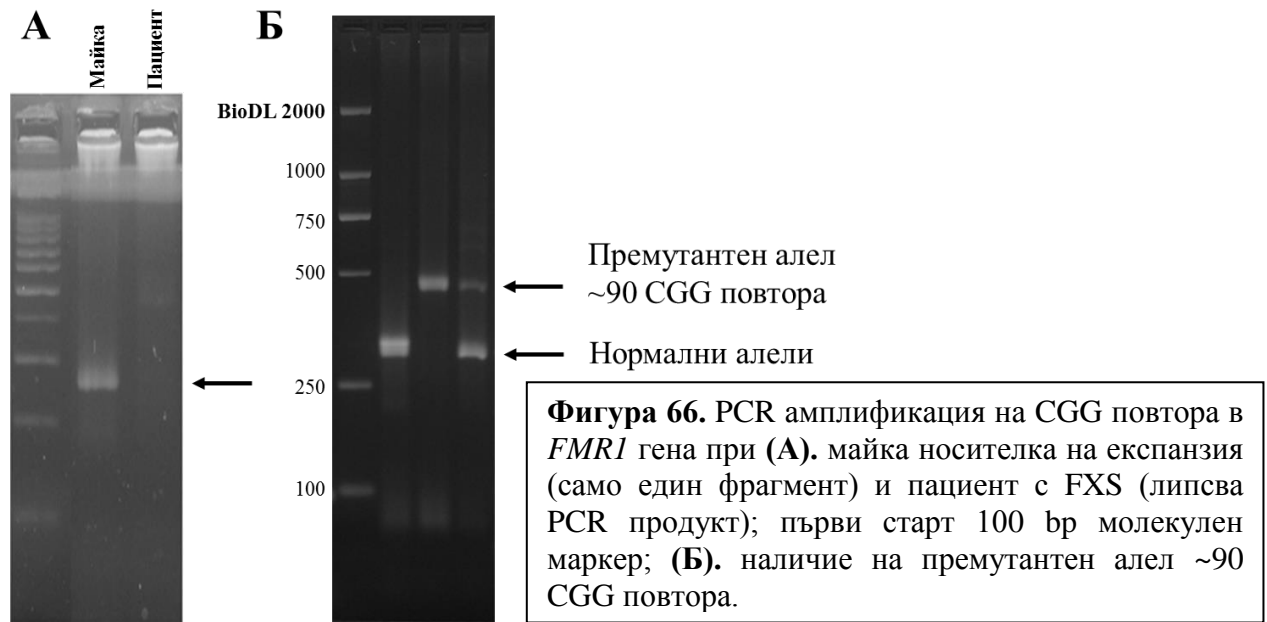 А
Майка
Пациент
Б
BioDL 2000
1000
750
500
250
100
Премутантен алел
~90 CGG повтора
Нормални алели
Фигура 66. PCR амплификация на CGG повтора в
FMR1 гена при (А). майка носителка на експанзия
(само един фрагмент) и пациент с FXS (липсва
PCR продукт); първи старт 100 bp молекулен
маркер; (Б). наличие на премутантен алел ~90
CGG повтора.